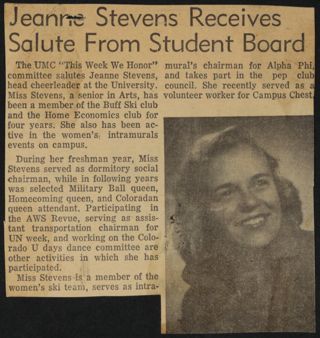 Jeanne Stevens Receives
Salute From Student Board
The UMC "This Week We Honor"
committee salutes Jeanne Stevens,
head cheerleader at the University.
Miss Stevens, a senior in Arts, has
been a member of the Buff Ski club
and the Home Economics club for
four years. She also has been ac-
tive in the women's intramurals
events on campus.
During her freshman year, Miss
Stevens served as dormitory social
chairman, while in following years
was selected Military Ball queen,
Homecoming queen, and Coloradan
queen attendant. Participating in
the AWS Revue, serving as assis-
tant transportation chairman for
UN week, and working on the Colo-
rado U days dance committee are
other activities in which she has
participated.
Miss Stevens is a member of the
women's ski team, serves as intra-
mural's chairman for Alpha Phi,
and takes part in the pep club
council. She recently served as a
volunteer worker for Campus Chest.